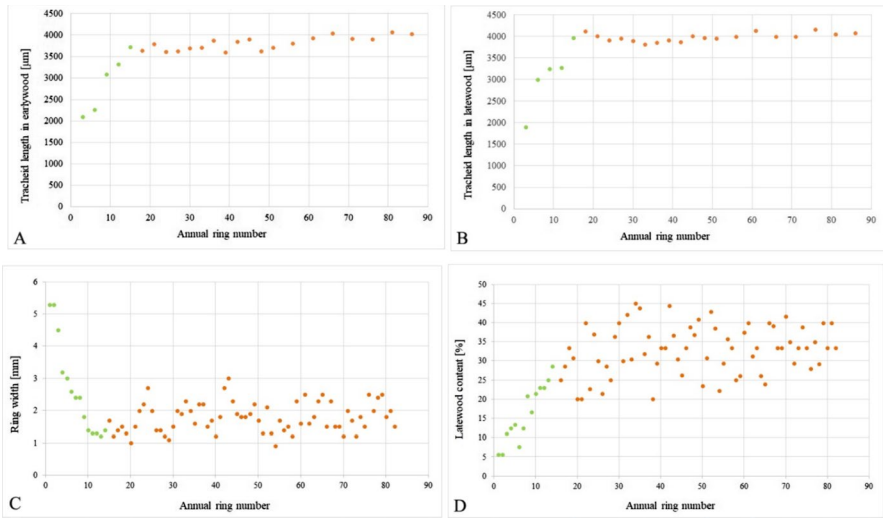 4500
4000
3500
3000
2500
2000
1500
1000
500
0
Tracheid length in earlywood [µm]
0 10 20 30 40 50 60 70 80 90
Annual ring number
A
4500
4000
3500
3000
2500
2000
1500
1000
500
0
Tracheid length in latewood [µm]
0 10 20 30 40 50 60 70 80 90
Annual ring number
B
6
5
4
3
2
1
0
Ring width [mm]
0 10 20 30 40 50 60 70 80 90
Annual ring number
C
50
45
40
35
30
25
20
15
10
5
0
Latewood content [%]
0 10 20 30 40 50 60 70 80 90
Annual ring number
D